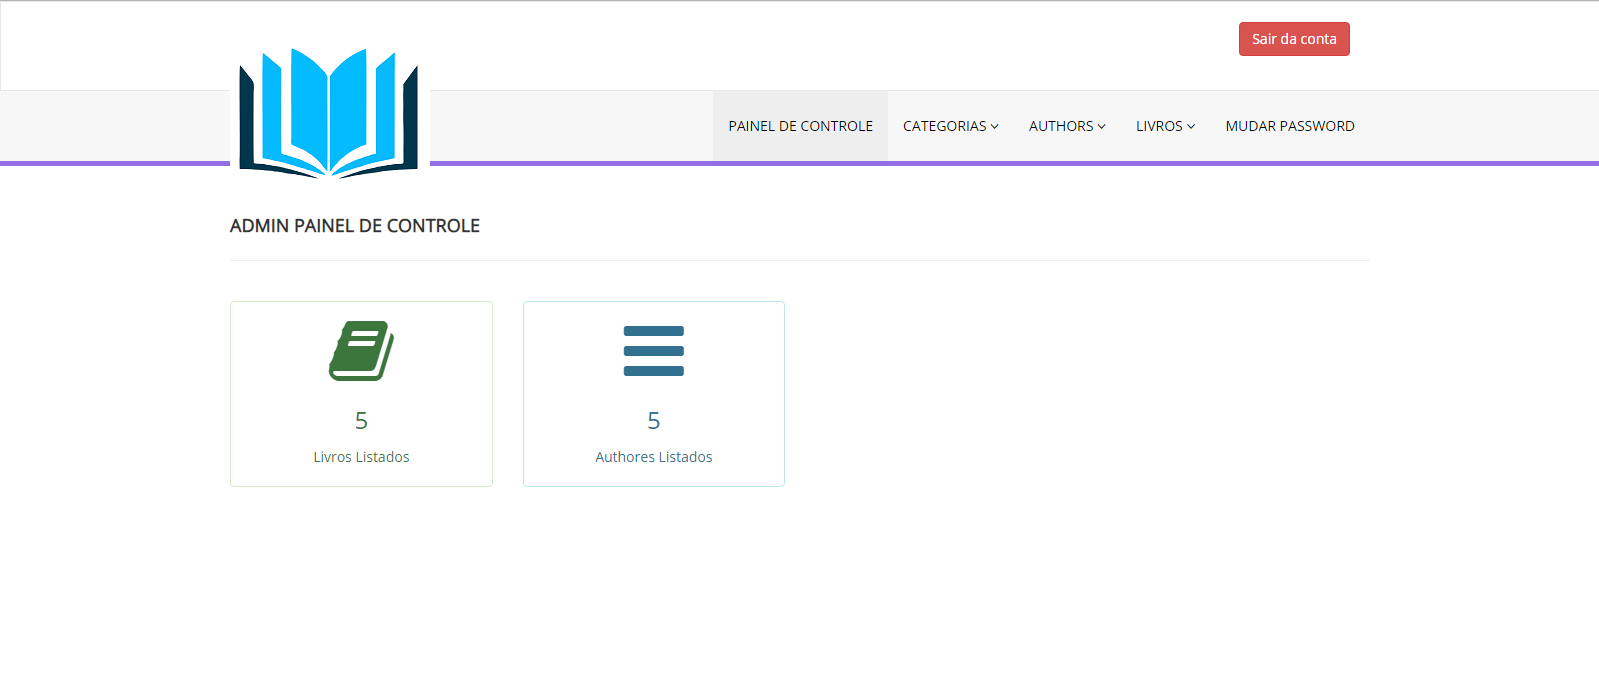 Sair da conta
PAINEL DE CONTROLE CATEGORIAS AUTHORS LIVROS MUDAR PASSWORD
ADMIN PAINEL DE CONTROLE
5
Livros Listados
5
Authores Listados